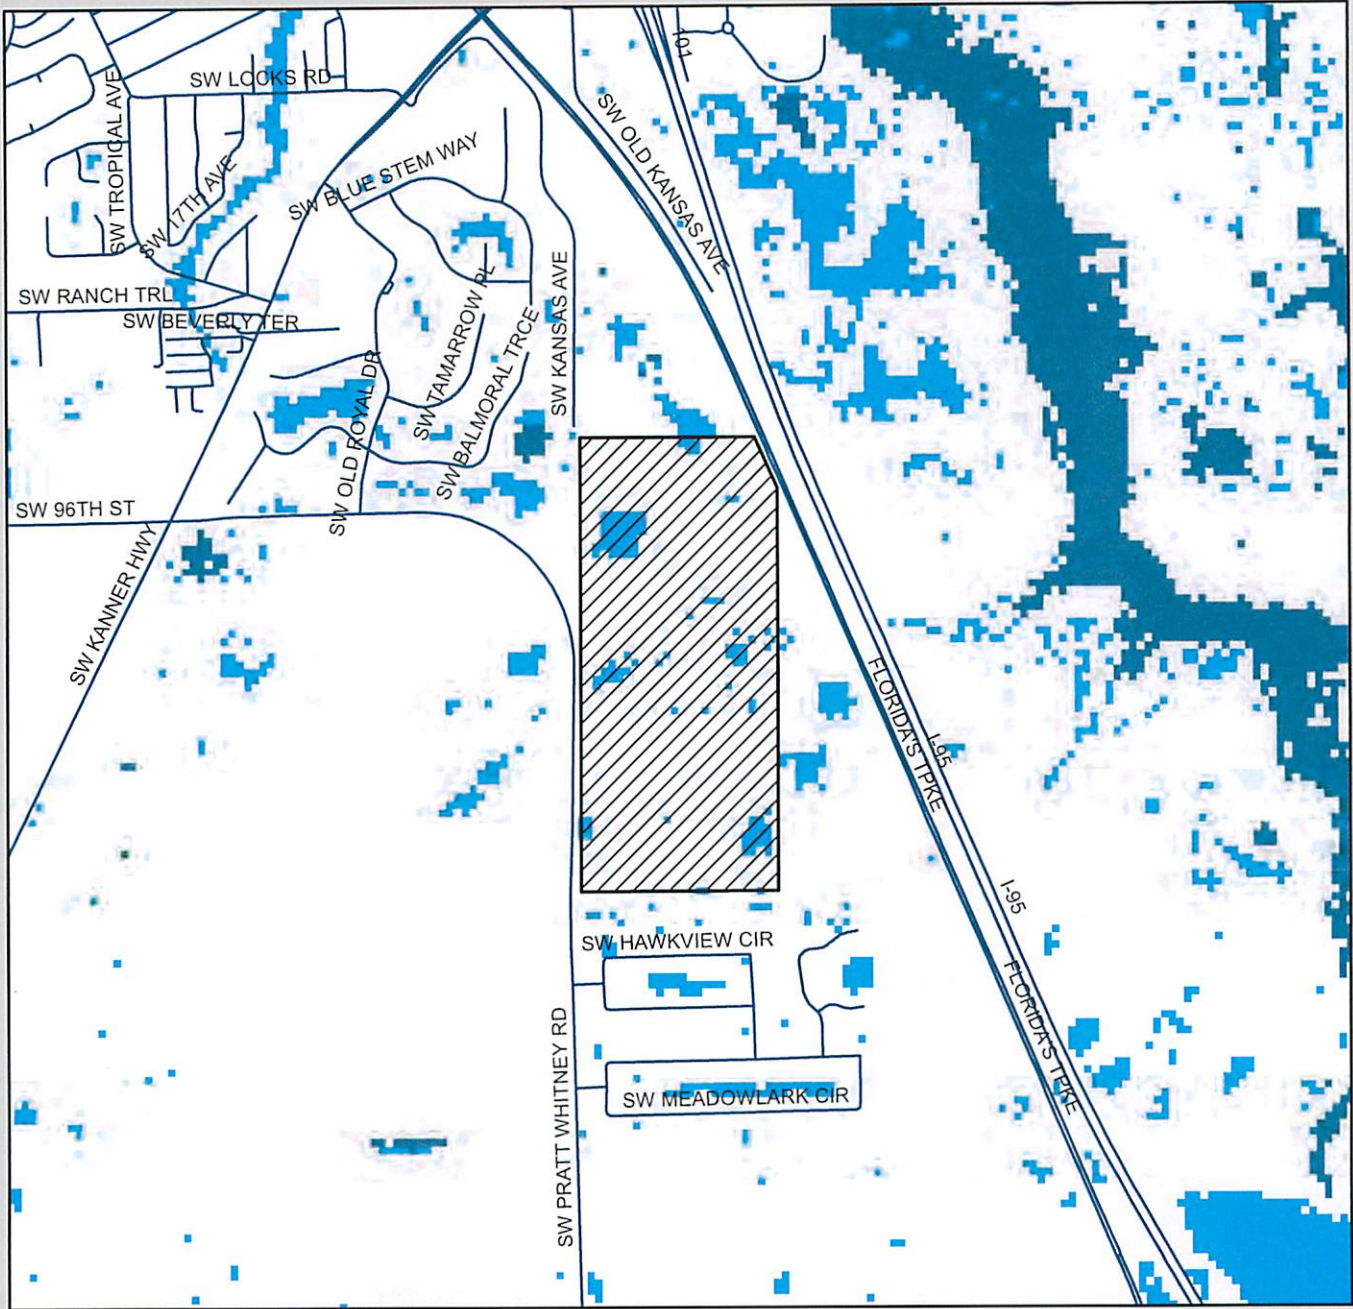 101
SW LOCKS RD
SW TROPICAL AVE
SW OLD KANSAS AVE
SW BLUE STEM WAY
SW 17TH AVE
SW KANSAS AVE
SW RANCH TRL
SW TAMARROW PL
SW BEVERLY TER
SW BALMORAL TRCE
SW OLD ROYAL DR
SW 96TH ST
SW KANNER HWY
FLORIDA'S TPKE
I-95
I-95
SW HAWKVIEW CIR
FLORIDA'S TPKE
SW PRATT WHITNEY RD
SW MEADOWLARK CIR